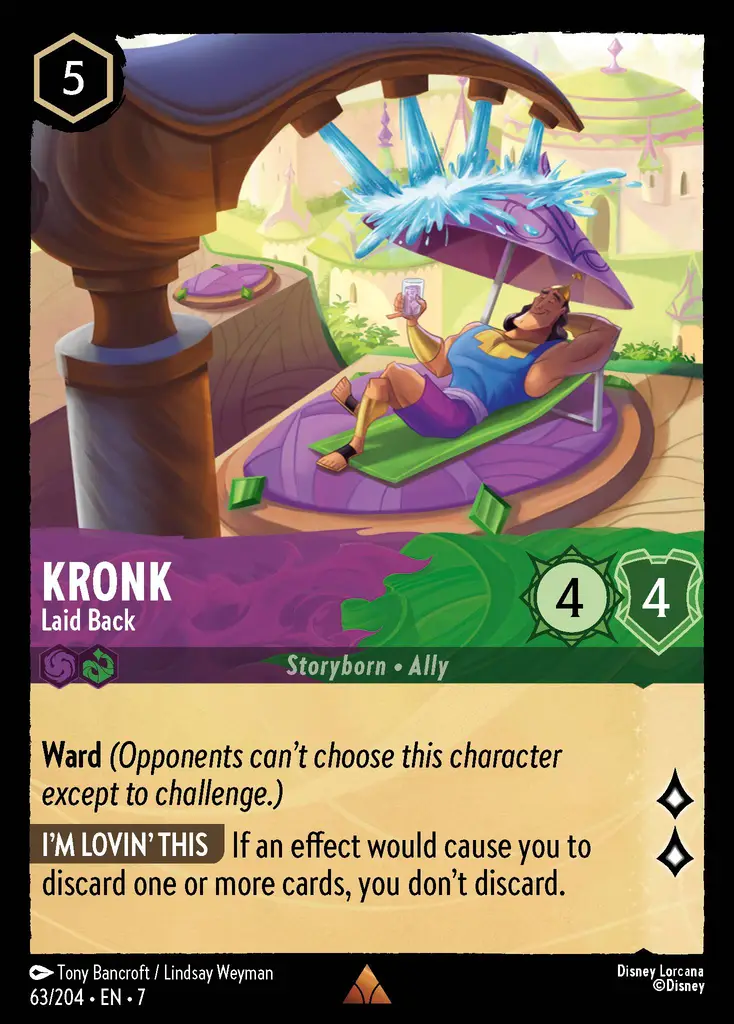 5
KRONK
Laid Back
4
4
Storyborn • Ally
Ward (Opponents can't choose this character
except to challenge.)
I'M LOVIN' THIS If an effect would cause you to
discard one or more cards, you don't discard.
Tony Bancroft / Lindsay Weyman
63/204 • EN • 7
Disney Lorcana
©Disney